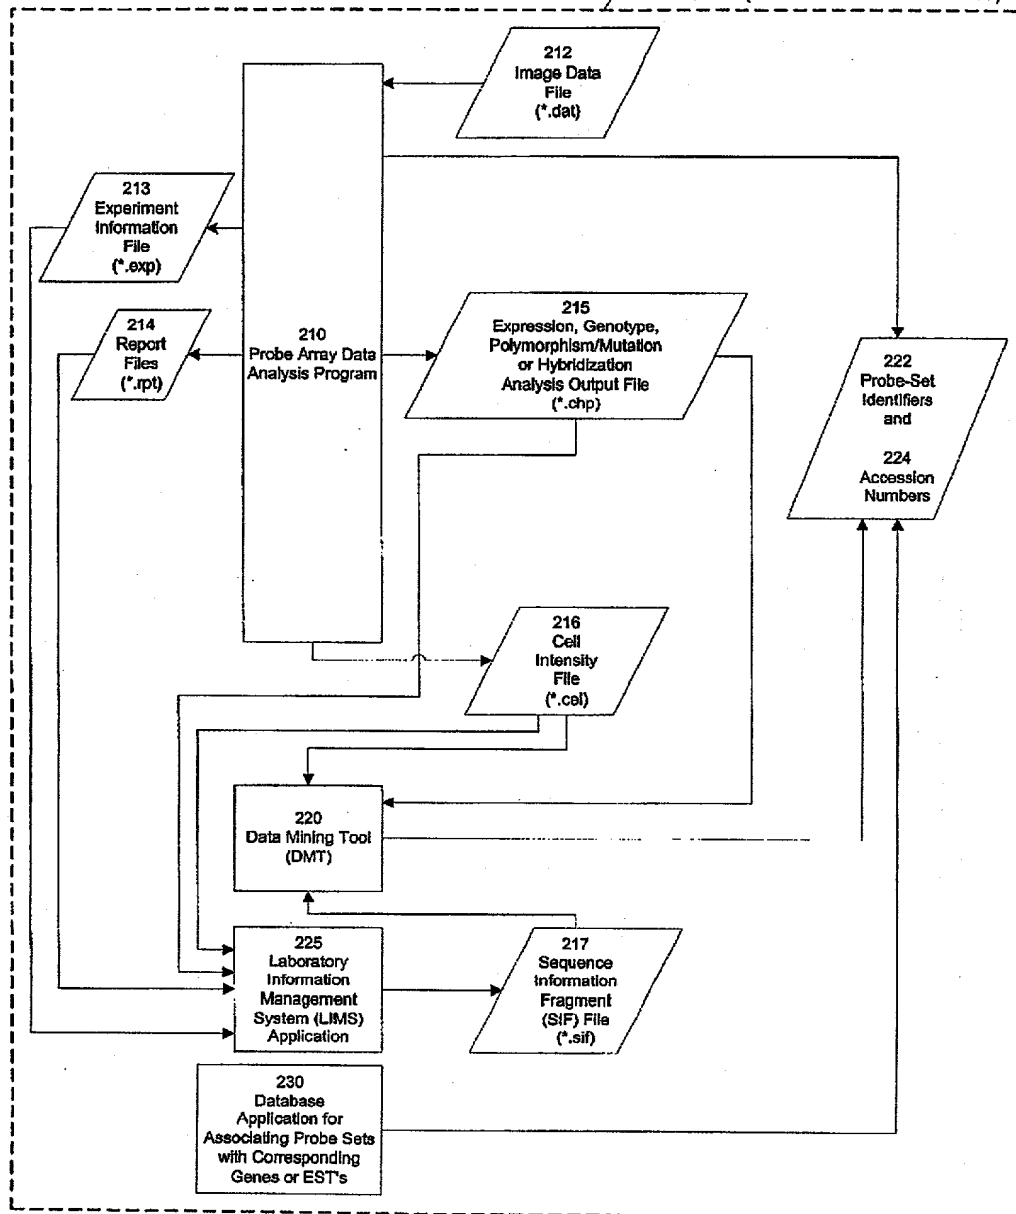 212
Image Data
File
(*.dat)
213
Experiment
Information
File
(*.exp)
214
Report
Files
(*.rpt)
210
Probe Array Data
Analysis Program
215
Expression, Genotype,
Polymorphism/Mutation
or Hybridization
Analysis Output File
(*.chp)
222
Probe-Set
Identifiers
and
224
Accession
Numbers
216
Cell
Intensity
File
(*.cel)
220
Data Mining Tool
(DMT)
225
Laboratory
Information
Management
System (LIMS)
Application
217
Sequence
Information
Fragment
(SIF) File
(*.sif)
230
Database
Application for
Associating Probe Sets
with Corresponding
Genes or EST's